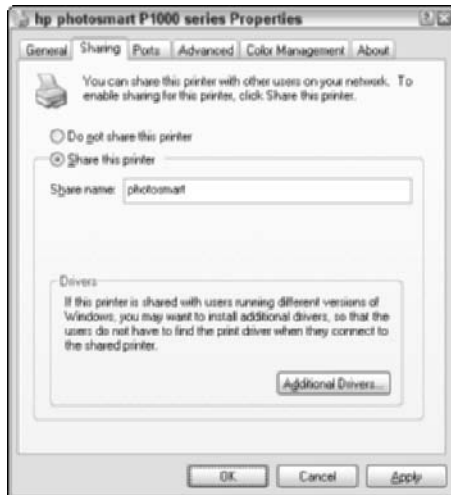 hp photosmart P1000 series Properties
General Sharing Ports Advanced Color Management About
You can share this printer with other users on your network. To
enable sharing for this printer, click Share this printer.
Do not share this printer
Share this printer
Share name: photosmart
Drivers
If this printer is shared with users running different versions of
Windows, you may want to install additional drivers, so that the
users do not have to find the print driver when they connect to
the shared printer.
Additional Drivers...
OK Cancel Apply